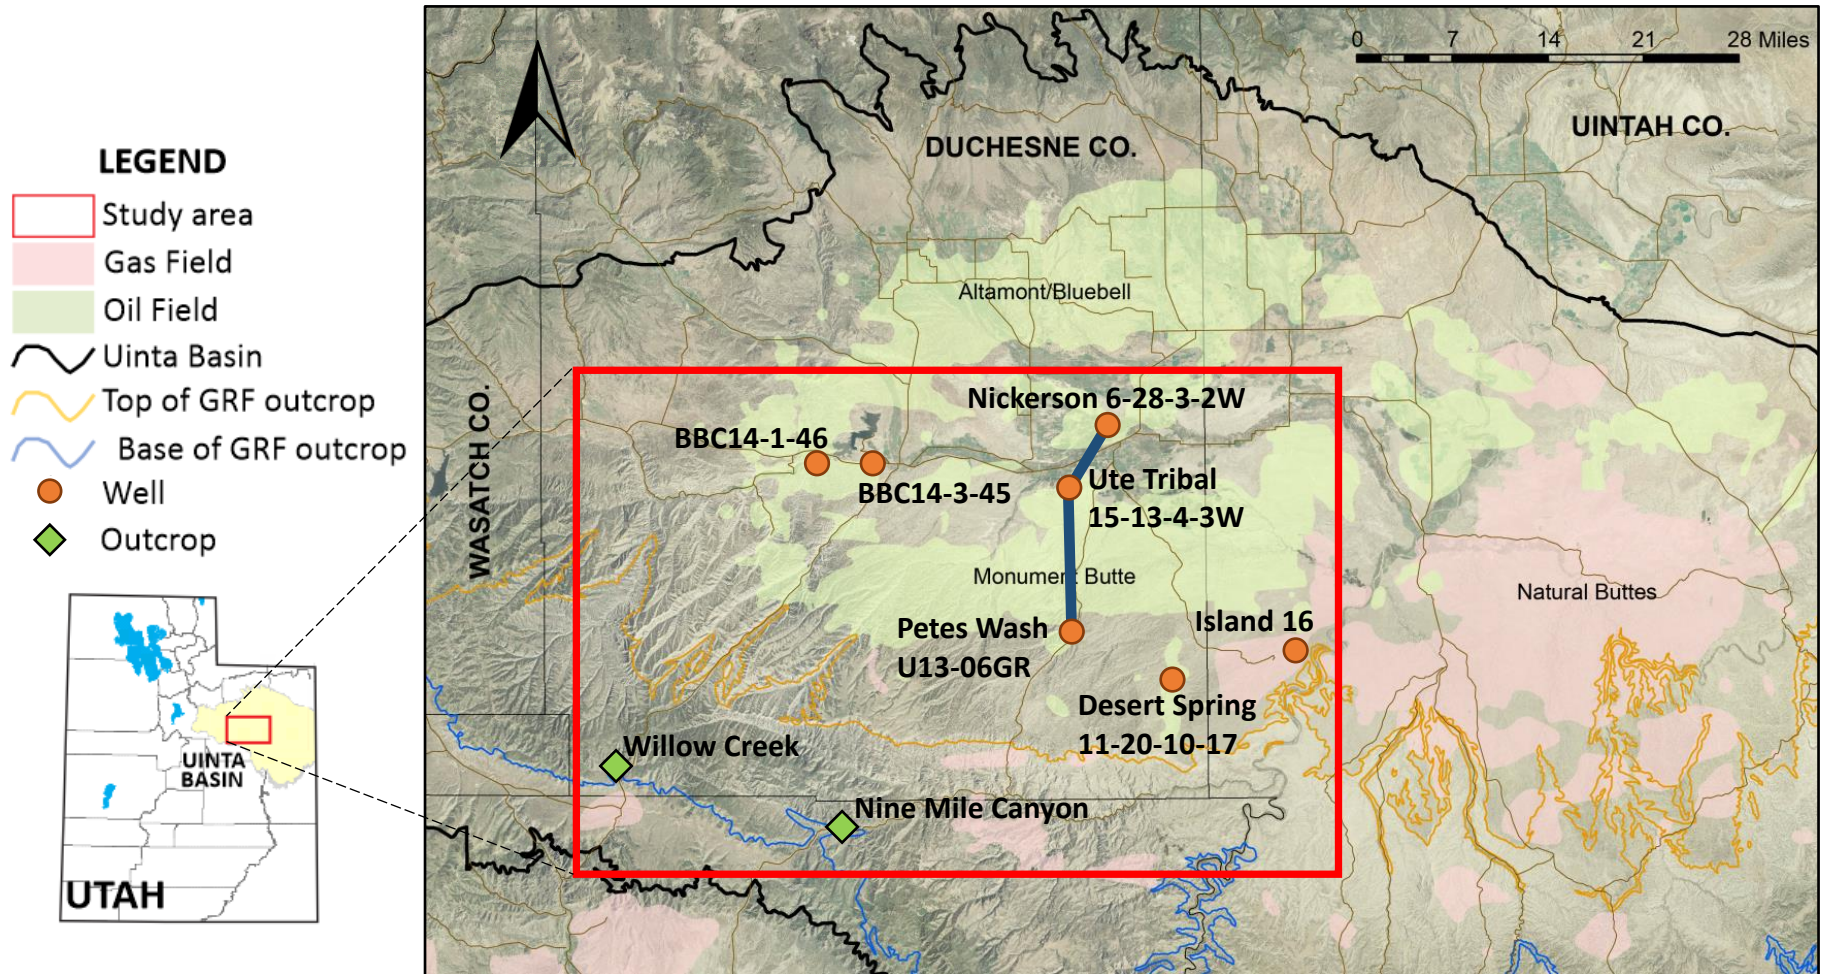 LEGEND
Study area
Gas Field
Oil Field
Uinta Basin
Top of GRF outcrop
Base of GRF outcrop
Well
Outcrop
UINTA
BASIN
UTAH
0 7 14 21 28 Miles
DUCHESNE CO.
UINTAH CO.
WASATCH CO.
Altamont/Bluebell
Nickerson 6-28-3-2W
BBC14-1-46
BBC14-3-45
Ute Tribal
15-13-4-3W
Monument Butte
Natural Buttes
Petes Wash
U13-06GR
Island 16
Desert Spring
11-20-10-17
Willow Creek
Nine Mile Canyon